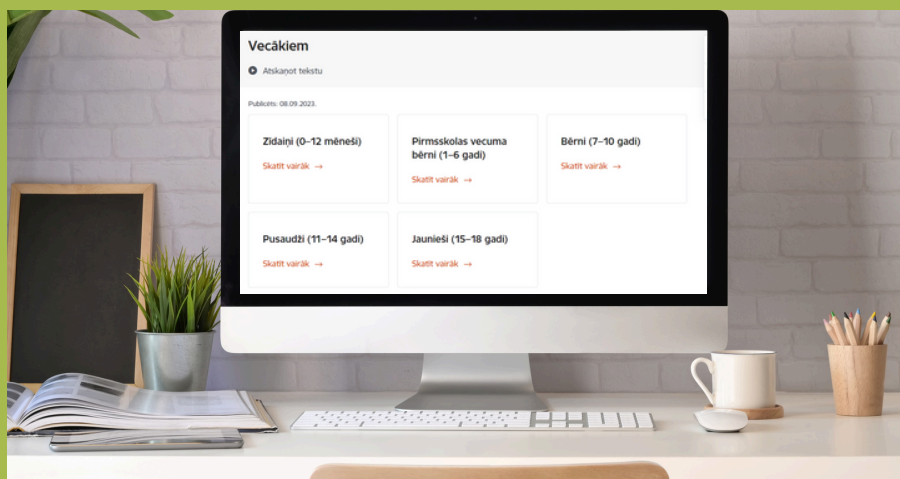 Vecākiem
Atskaņot tekstu
Publicēts: 08.09.2023.
Zīdaiņi (0–12 mēneši)
Skatīt vairāk →
Pirmsskolas vecuma
bērni (1–6 gadi)
Skatīt vairāk →
Bērni (7–10 gadi)
Skatīt vairāk →
Pusaudži (11–14 gadi)
Skatīt vairāk →
Jaunieši (15–18 gadi)
Skatīt vairāk →